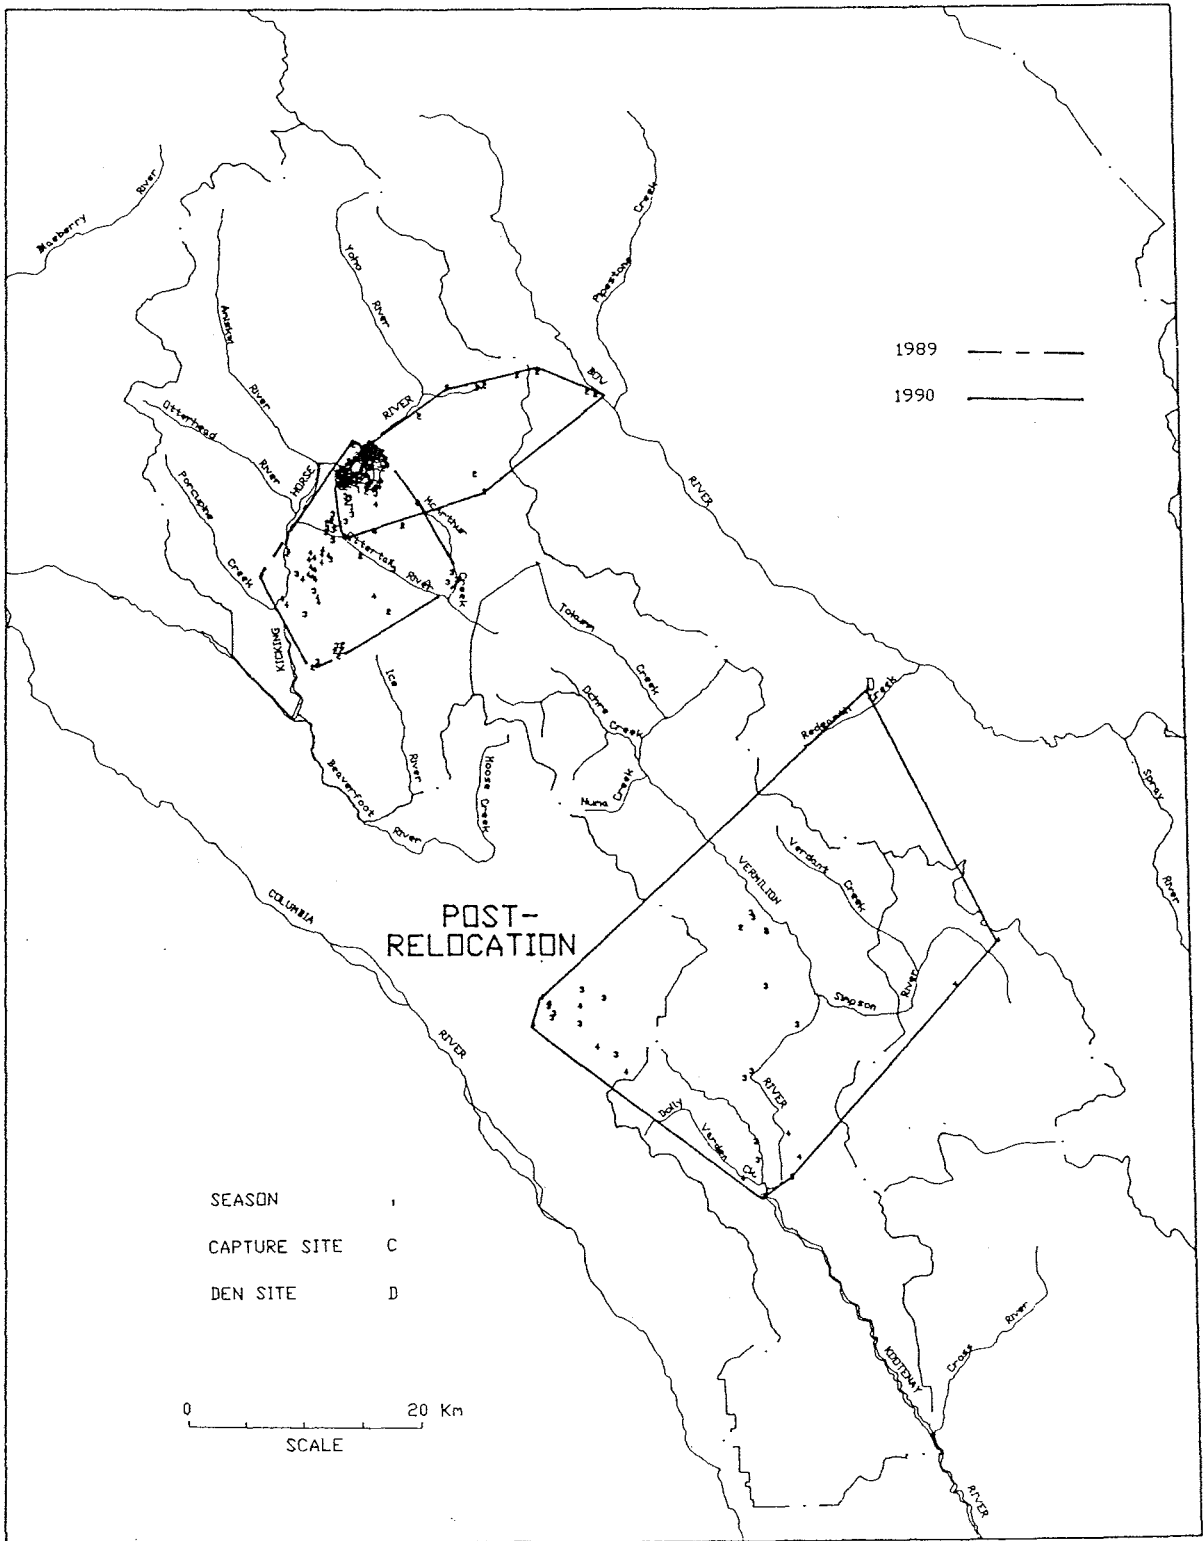 Blaeberry River
Yoho River
Amiskwi River
Pipestone Creek
1989
1990
BOW RIVER
Otterhead River
KICKING HORSE RIVER
Porcupine Creek
McArthur Creek
Ottertail River
Tokumm Creek
Ochre Creek
Ice River
Beaverfoot River
Moose Creek
Numa Creek
Redearth Creek
D
Spray River
COLUMBIA RIVER
POST-
RELOCATION
VERMILION RIVER
Verdant Creek
Simpson River
Dolly Varden CK
SEASON 1
CAPTURE SITE C
DEN SITE D
KOOTENAY RIVER
Cross River
0 20 Km
SCALE